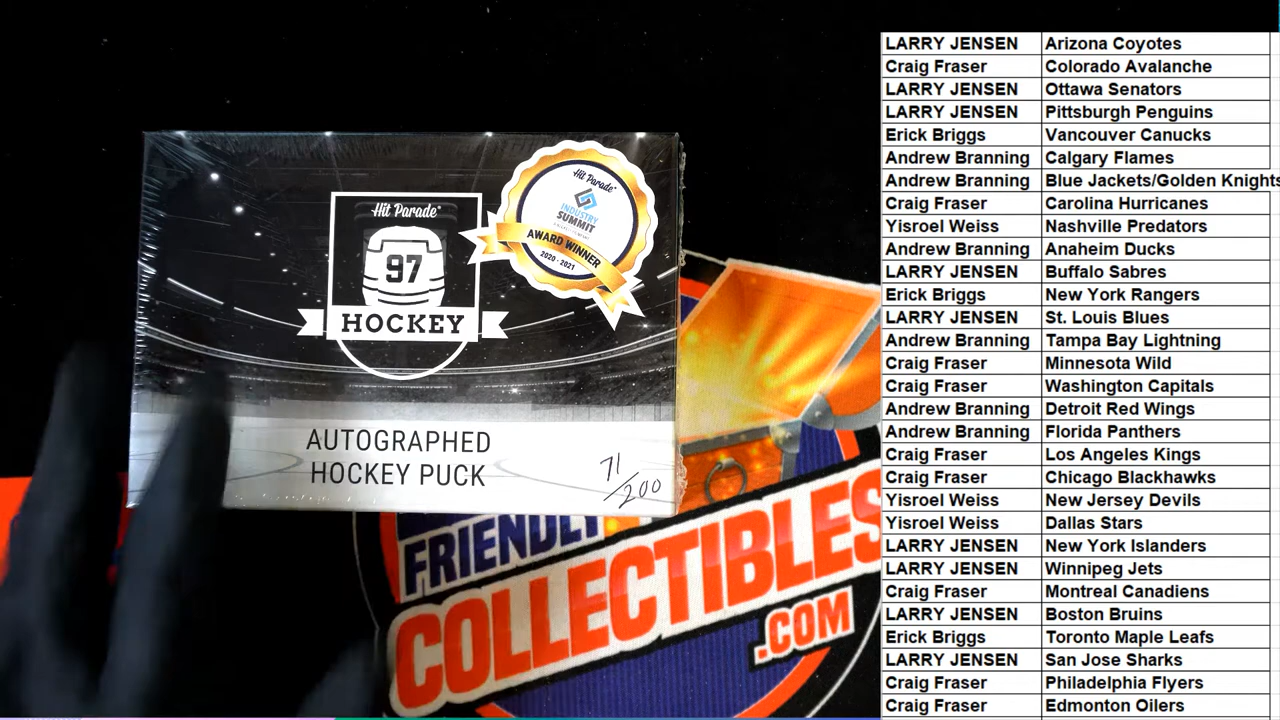 Hit Parade®
97
HOCKEY
Hit Parade®
INDUSTRY
SUMMIT
AWARD WINNER
2020 - 2021
AUTOGRAPHED
HOCKEY PUCK
71/200
FRIENDLY
COLLECTIBLES
.COM
LARRY JENSEN Arizona Coyotes
Craig Fraser Colorado Avalanche
LARRY JENSEN Ottawa Senators
LARRY JENSEN Pittsburgh Penguins
Erick Briggs Vancouver Canucks
Andrew Branning Calgary Flames
Andrew Branning Blue Jackets/Golden Knights
Craig Fraser Carolina Hurricanes
Yisroel Weiss Nashville Predators
Andrew Branning Anaheim Ducks
LARRY JENSEN Buffalo Sabres
Erick Briggs New York Rangers
LARRY JENSEN St. Louis Blues
Andrew Branning Tampa Bay Lightning
Craig Fraser Minnesota Wild
Craig Fraser Washington Capitals
Andrew Branning Detroit Red Wings
Andrew Branning Florida Panthers
Craig Fraser Los Angeles Kings
Craig Fraser Chicago Blackhawks
Yisroel Weiss New Jersey Devils
Yisroel Weiss Dallas Stars
LARRY JENSEN New York Islanders
LARRY JENSEN Winnipeg Jets
Craig Fraser Montreal Canadiens
LARRY JENSEN Boston Bruins
Erick Briggs Toronto Maple Leafs
LARRY JENSEN San Jose Sharks
Craig Fraser Philadelphia Flyers
Craig Fraser Edmonton Oilers